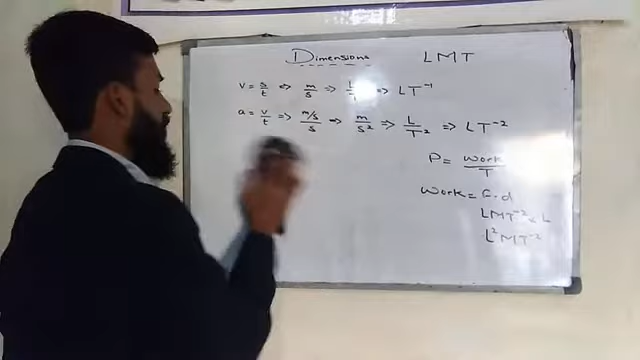 Dimensions LMT
V = s/t => m/s => L/T => LT⁻¹
a = v/t => m/s/s => m/s² => L/T² => LT⁻²
P = work/T
Work = F.d
LMT⁻² × L
L²MT⁻²